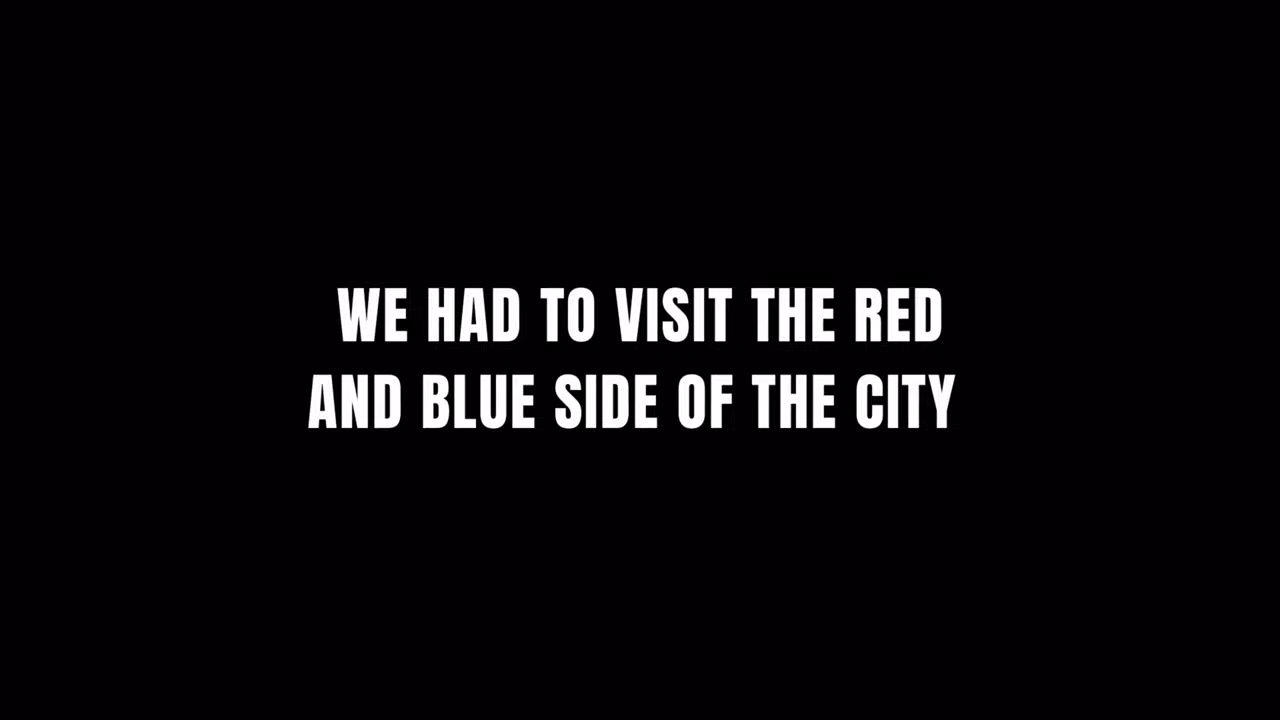 WE HAD TO VISIT THE RED
AND BLUE SIDE OF THE CITY